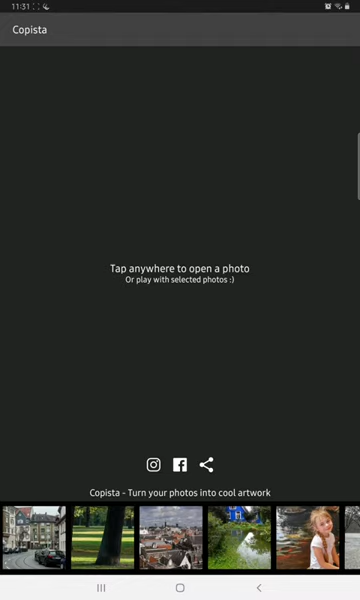 11:31
Copista
Tap anywhere to open a photo
Or play with selected photos :)
Copista - Turn your photos into cool artwork